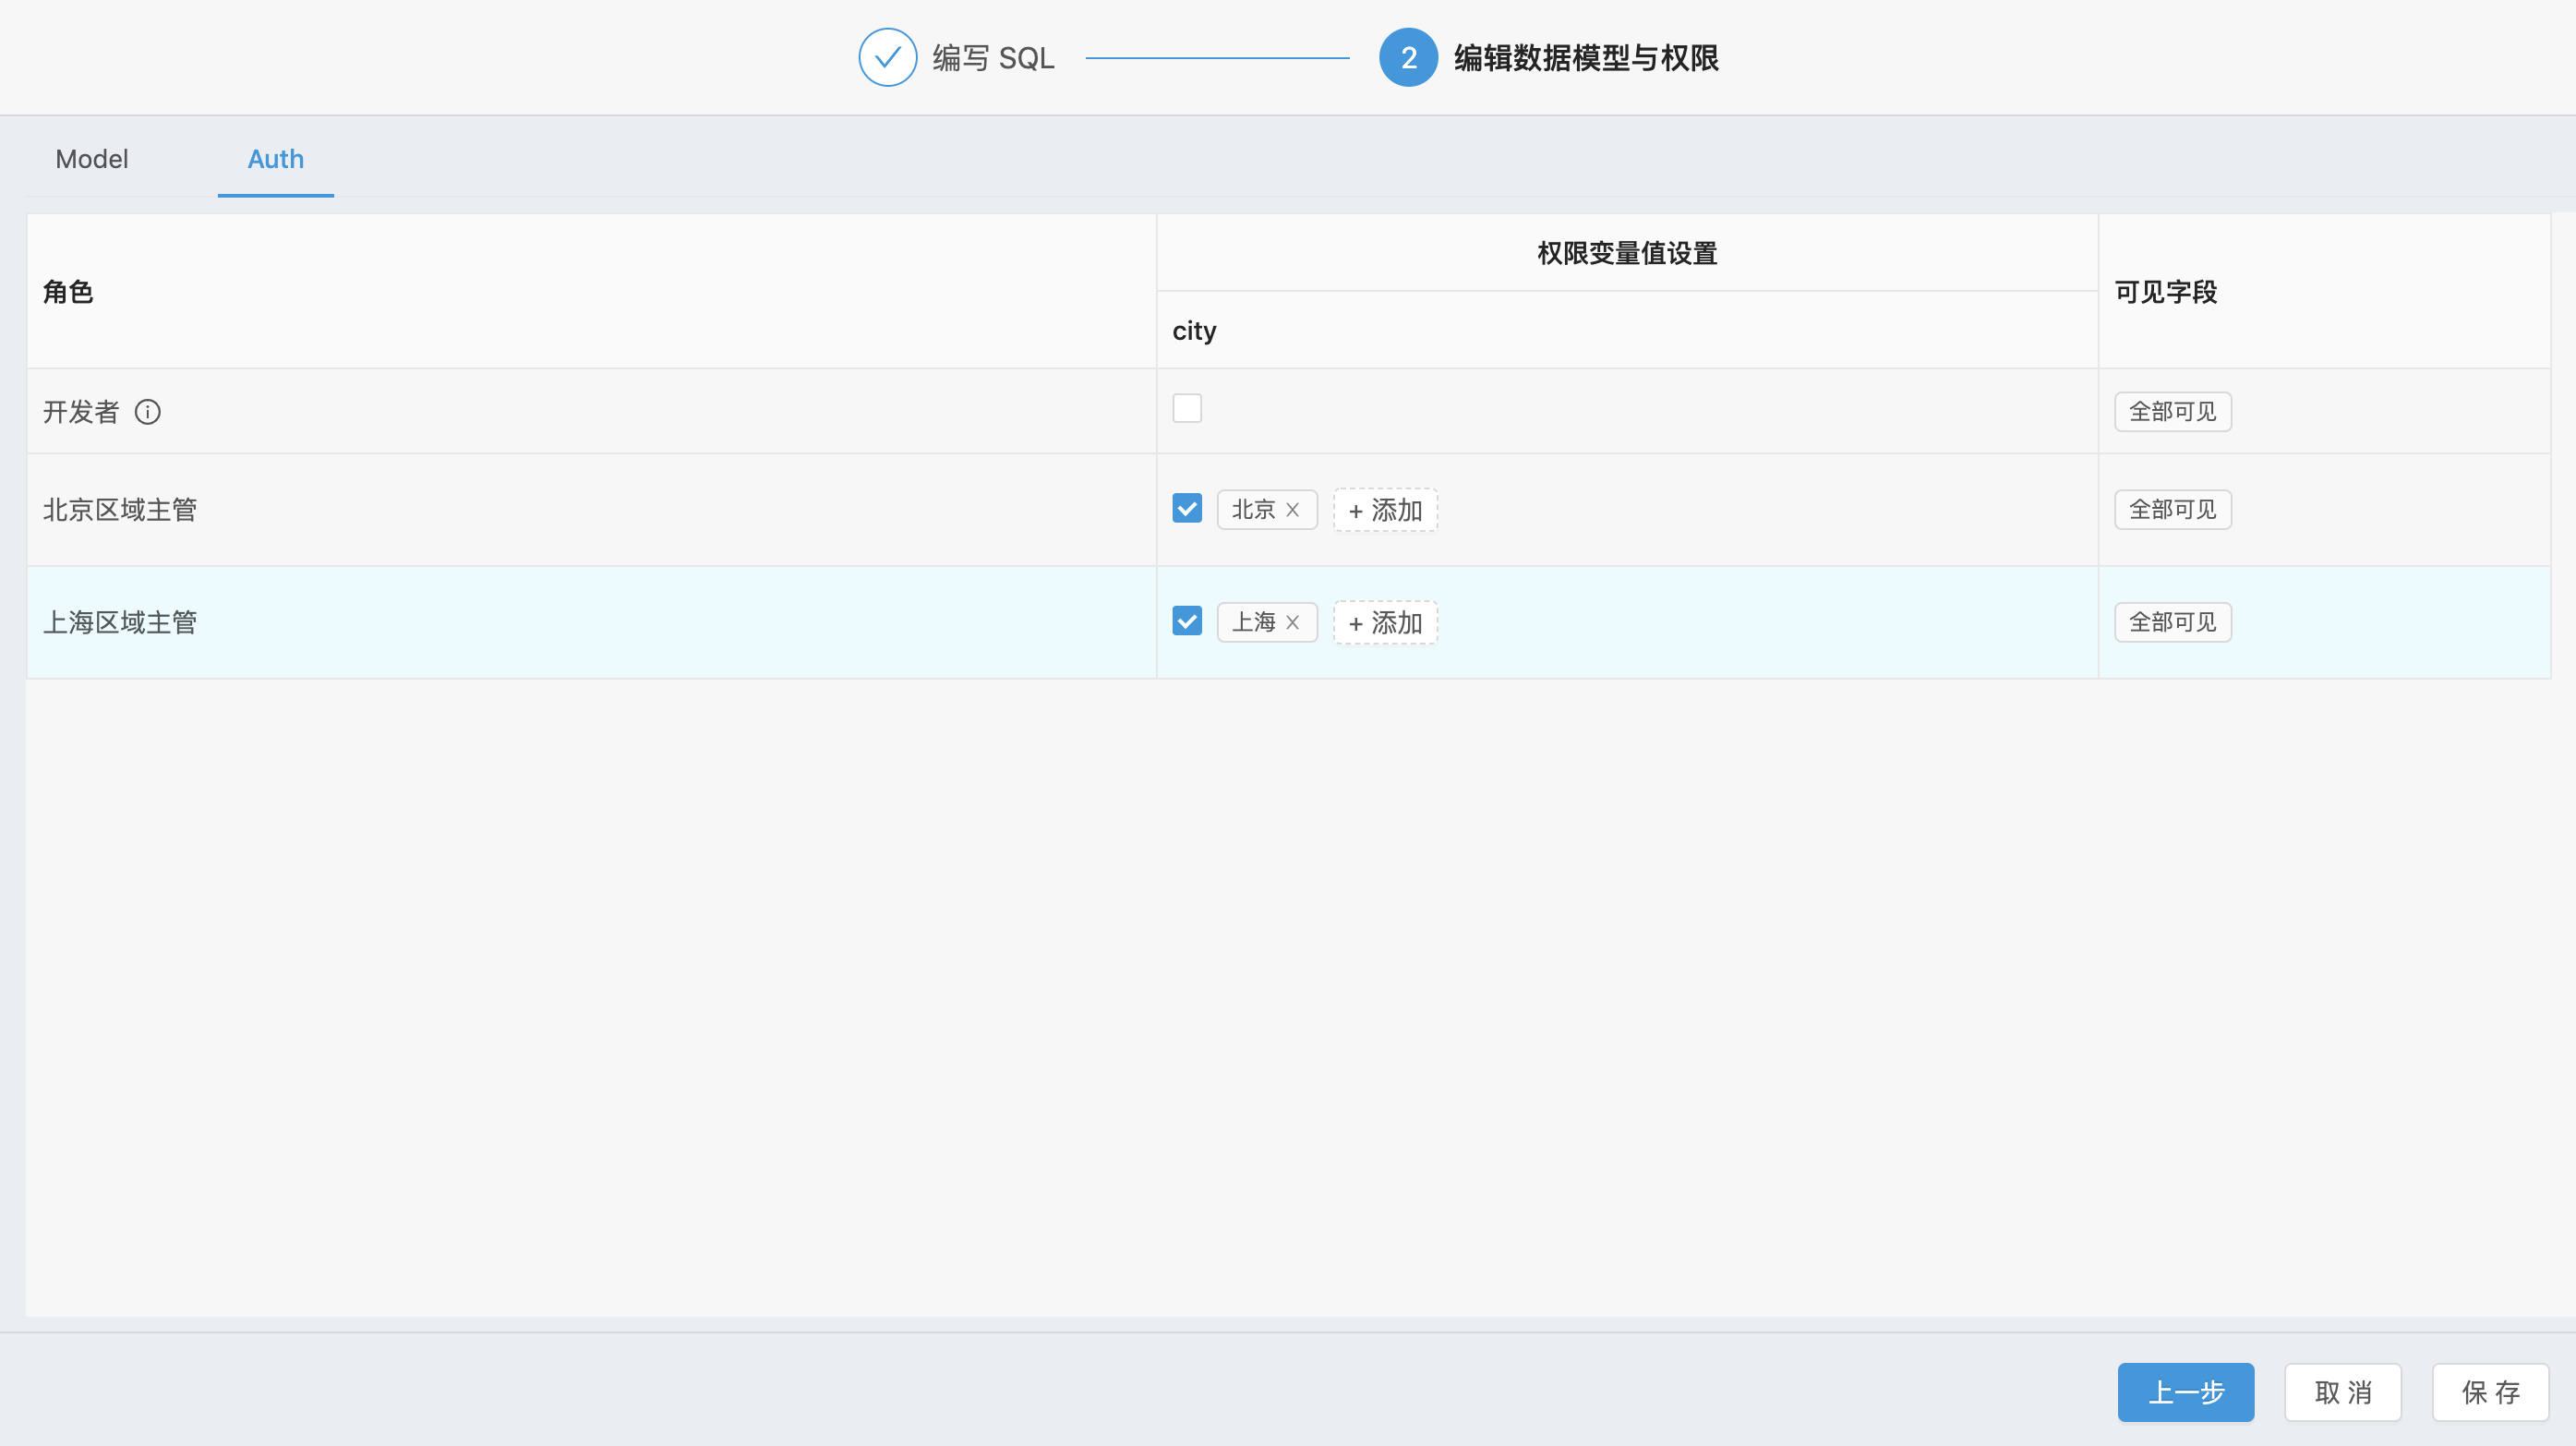 编写 SQL
2 编辑数据模型与权限
Model Auth
角色 权限变量值设置 可见字段
city
开发者 全部可见
北京区域主管 北京 + 添加 全部可见
上海区域主管 上海 + 添加 全部可见
上一步 取 消 保 存